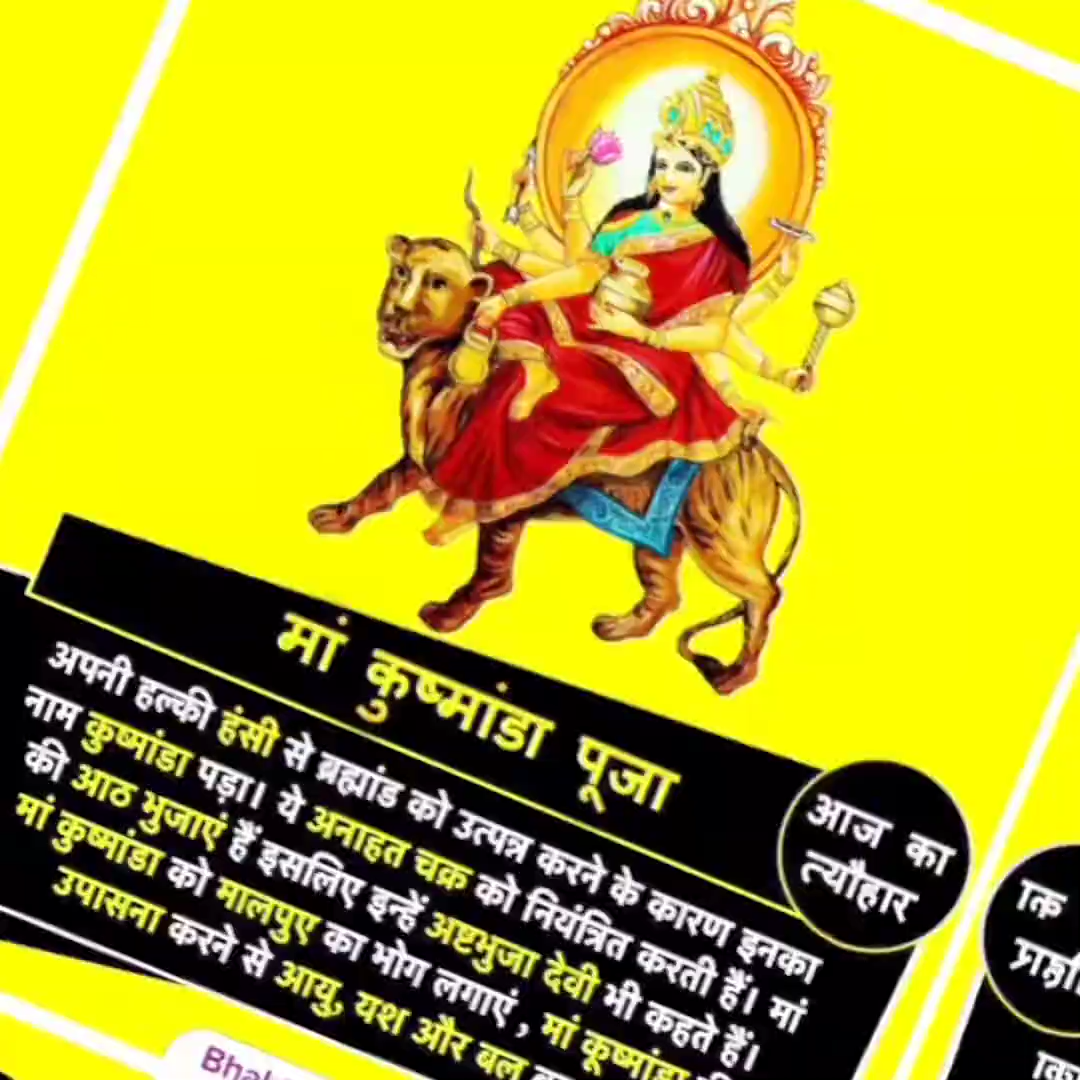 मां कुष्मांडा पूजा
आज का
त्यौहार
अपनी हल्की हंसी से ब्रह्मांड को उत्पन्न करने के कारण इनका
नाम कुष्मांडा पड़ा। ये अनाहत चक्र को नियंत्रित करती हैं। मां
की आठ भुजाएं हैं इसलिए इन्हें अष्टभुजा देवी भी कहते हैं।
मां कुष्मांडा को मालपुए का भोग लगाएं , मां कूष्मांडा
उपासना करने से आयु, यश और बल